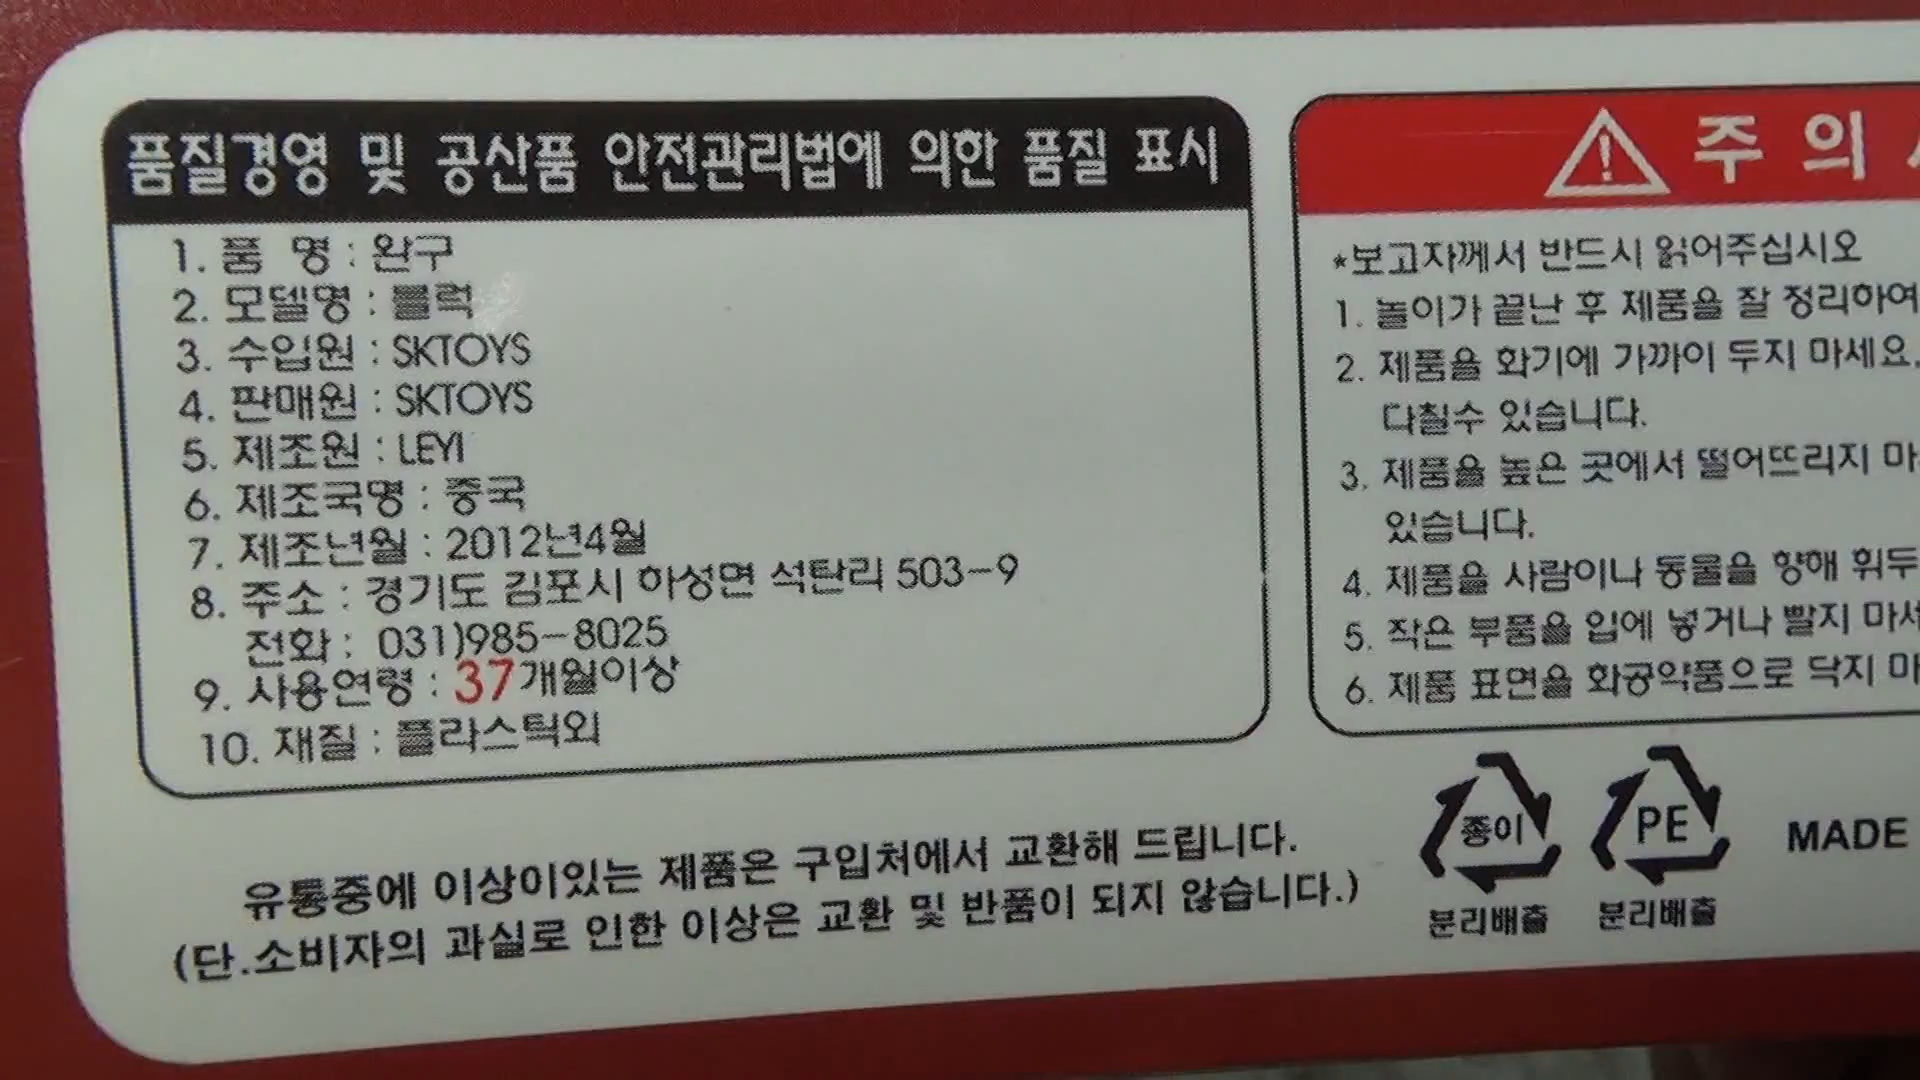 품질경영 및 공산품 안전관리법에 의한 품질 표시
1. 품 명 : 완구
2. 모델명 : 블럭
3. 수입원 : SKTOYS
4. 판매원 : SKTOYS
5. 제조원 : LEYI
6. 제조국명 : 중국
7. 제조년월 : 2012년4월
8. 주소 : 경기도 김포시 하성면 석탄리 503-9
전화 : 031)985-8025
9. 사용연령 : 37개월이상
10. 재질 : 플라스틱외
유통중에 이상이있는 제품은 구입처에서 교환해 드립니다.
(단.소비자의 과실로 인한 이상은 교환 및 반품이 되지 않습니다.)
주 의
*보고자께서 반드시 읽어주십시오
1. 놀이가 끝난 후 제품을 잘 정리하여
2. 제품을 화기에 가까이 두지 마세요.
다칠수 있습니다.
3. 제품을 높은 곳에서 떨어뜨리지 마
있습니다.
4. 제품을 사람이나 동물을 향해 휘두
5. 작은 부품을 입에 넣거나 빨지 마세
6. 제품 표면을 화공약품으로 닥지 마
종이
분리배출
PE
분리배출
MADE